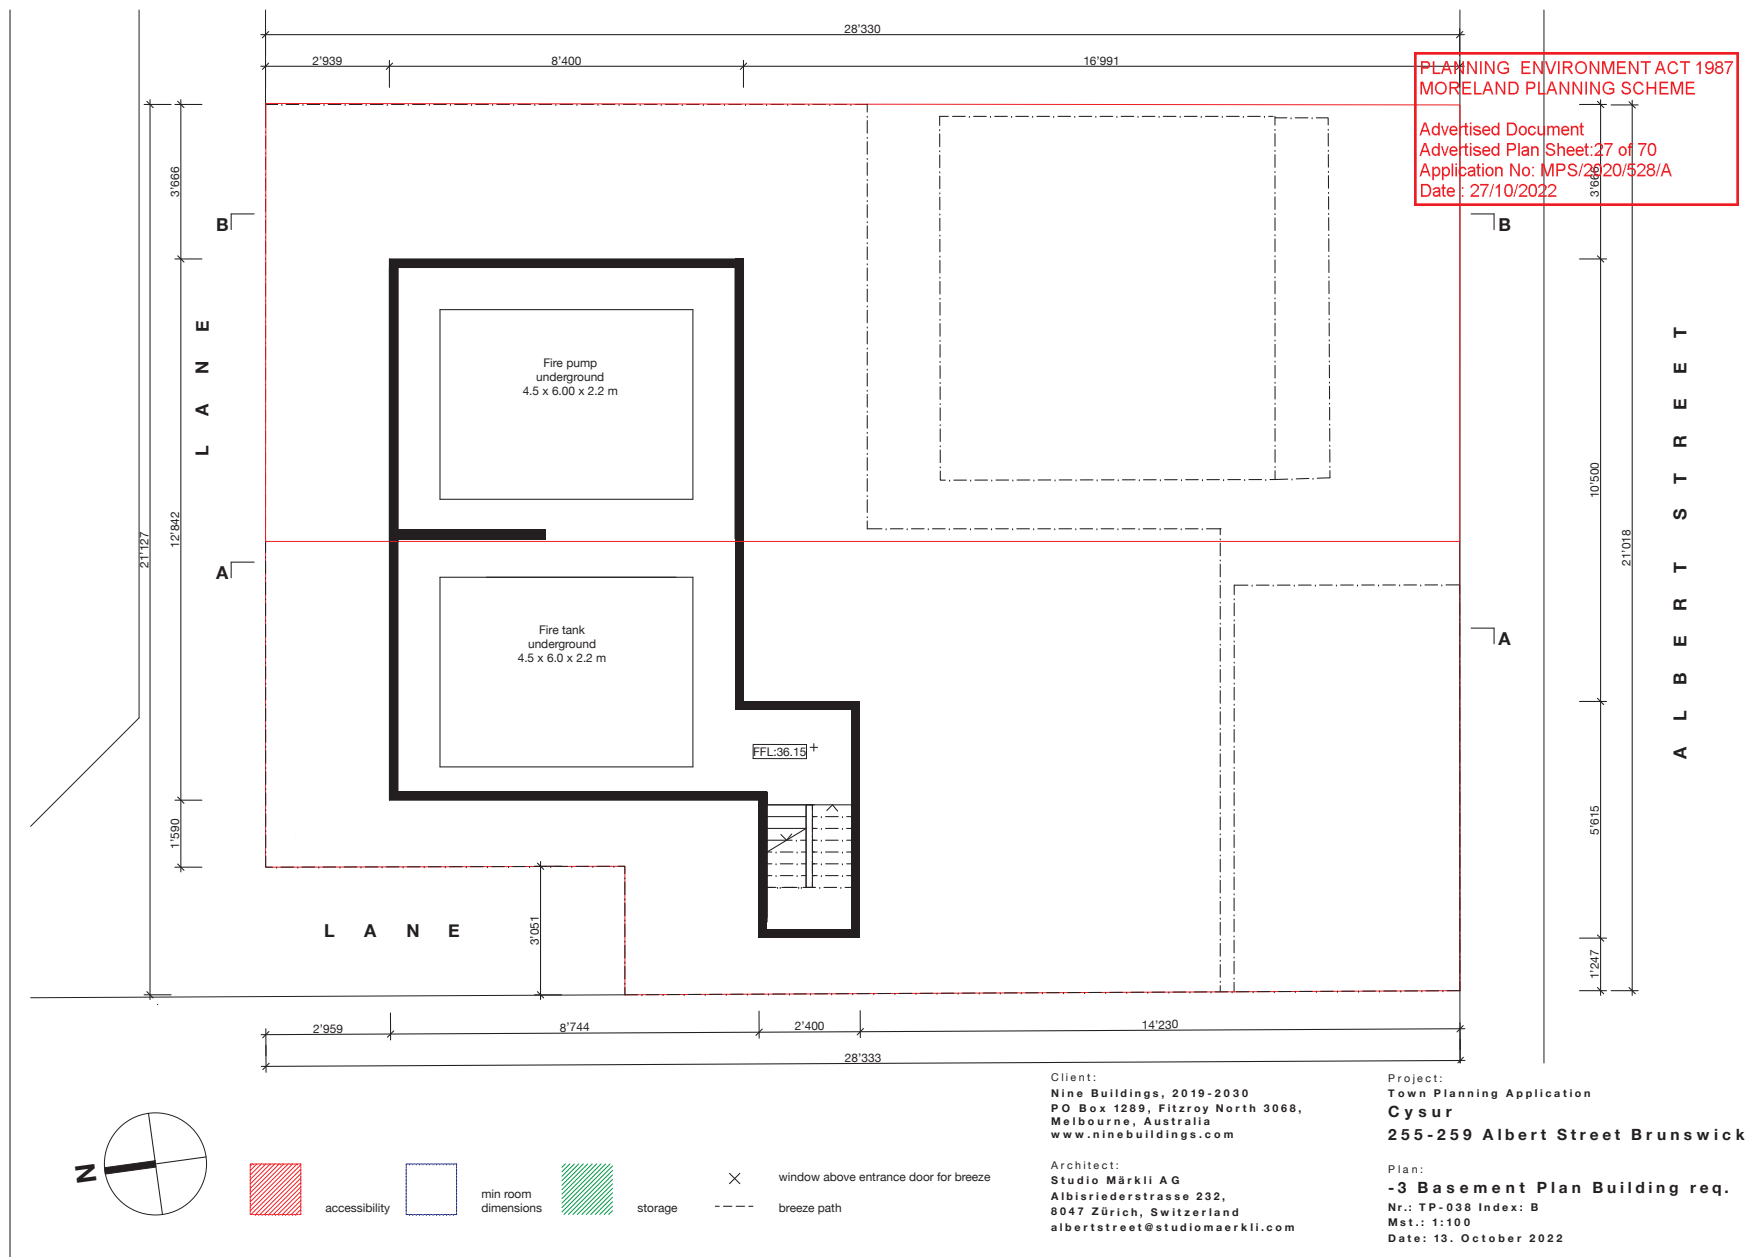 28'330
2'939
8'400
16'991
PLANNING ENVIRONMENT ACT 1987
MORELAND PLANNING SCHEME
Advertised Document
Advertised Plan Sheet:27 of 70
Application No: MPS/2020/528/A
Date : 27/10/2022
3'666
3'666
B
B
LANE
Fire pump
underground
4.5 x 6.00 x 2.2 m
ALBERT STREET
10'500
12'842
21'127
21'018
A
A
Fire tank
underground
4.5 x 6.0 x 2.2 m
FFL:36.15
1'590
5'615
LANE
3'051
1'247
2'959
8'744
2'400
14'230
28'333
N
accessibility
min room
dimensions
storage
window above entrance door for breeze
breeze path
Client:
Nine Buildings, 2019-2030
PO Box 1289, Fitzroy North 3068,
Melbourne, Australia
www.ninebuildings.com
Architect:
Studio Märkli AG
Albisriederstrasse 232,
8047 Zürich, Switzerland
albertstreet@studiomaerkli.com
Project:
Town Planning Application
Cysur
255-259 Albert Street Brunswick
Plan:
-3 Basement Plan Building req.
Nr.: TP-038 Index: B
Mst.: 1:100
Date: 13. October 2022